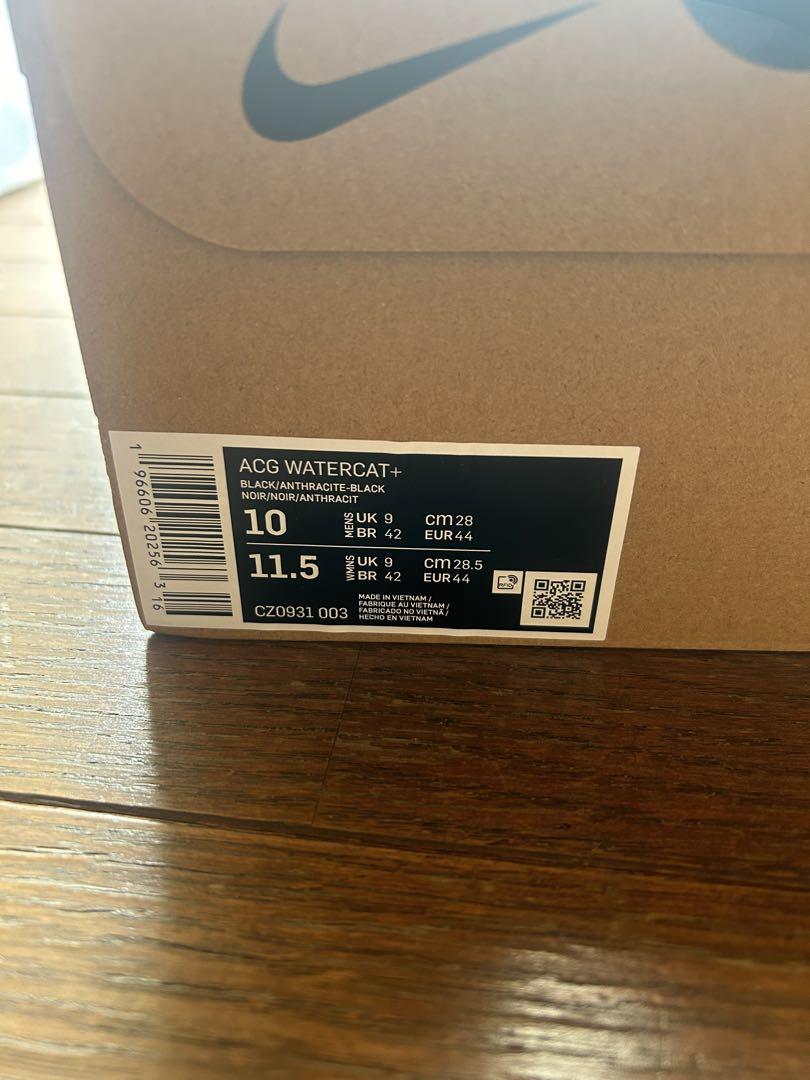 ACG WATERCAT+
BLACK/ANTHRACITE-BLACK
NOIR/NOIR/ANTHRACIT
10 MENS UK 9 cm 28
BR 42 EUR 44
11.5 WMNS UK 9 cm 28.5
BR 42 EUR 44
CZ0931 003
MADE IN VIETNAM /
FABRIQUE AU VIETNAM /
FABRICADO NO VIETNÃ /
HECHO EN VIETNAM
RFID
1 96606 20256 3 16